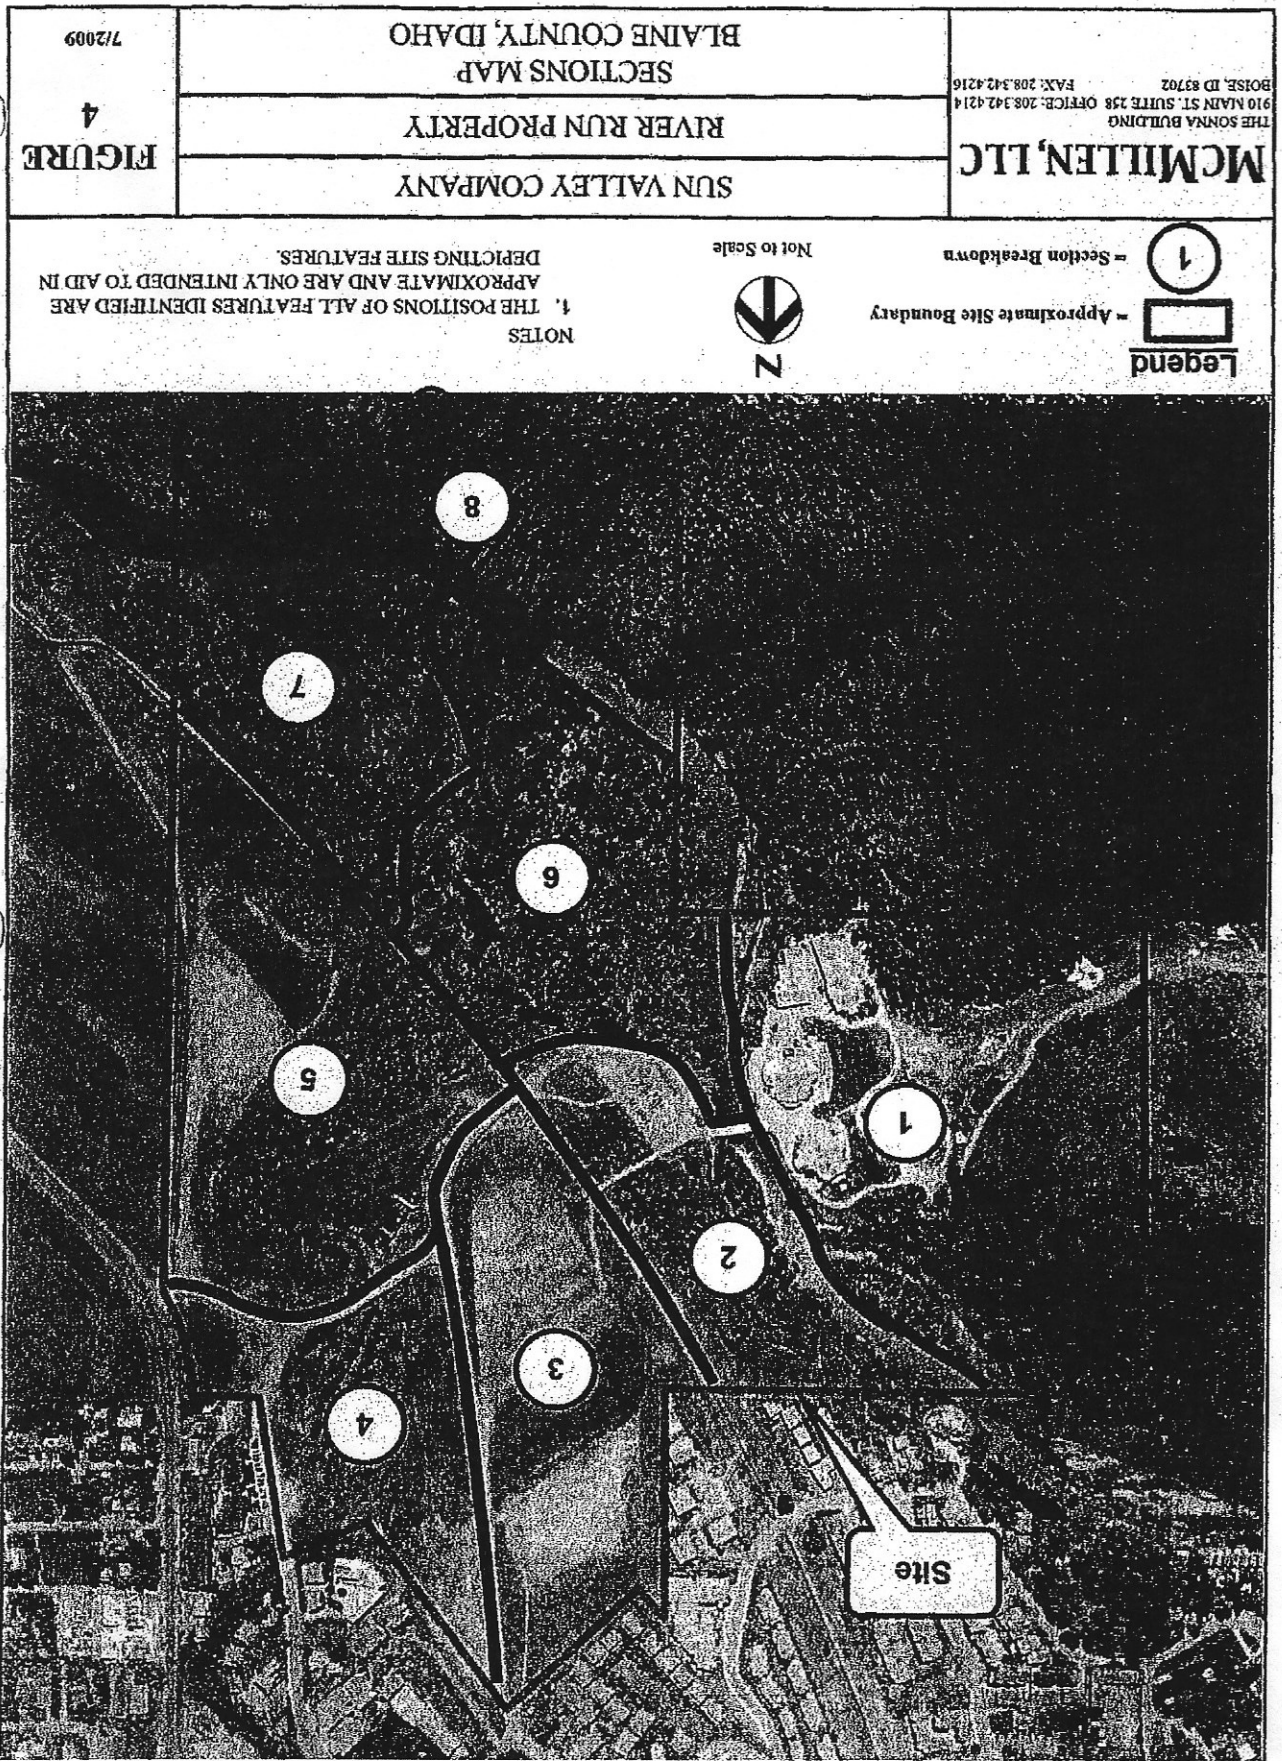 Site
4
3
2
1
5
6
7
8
Legend
= Approximate Site Boundary
1 = Section Breakdown
N
Not to Scale
NOTES
1. THE POSITIONS OF ALL FEATURES IDENTIFIED ARE
APPROXIMATE AND ARE ONLY INTENDED TO AID IN
DEPICTING SITE FEATURES.
MCMILLEN, LLC
THE SONNA BUILDING
910 MAIN ST. SUITE 258 OFFICE: 208.342.4214
BOISE, ID 83702 FAX: 208.342.4216
SUN VALLEY COMPANY
RIVER RUN PROPERTY
SECTIONS MAP
BLAINE COUNTY, IDAHO
FIGURE
4
7/2009